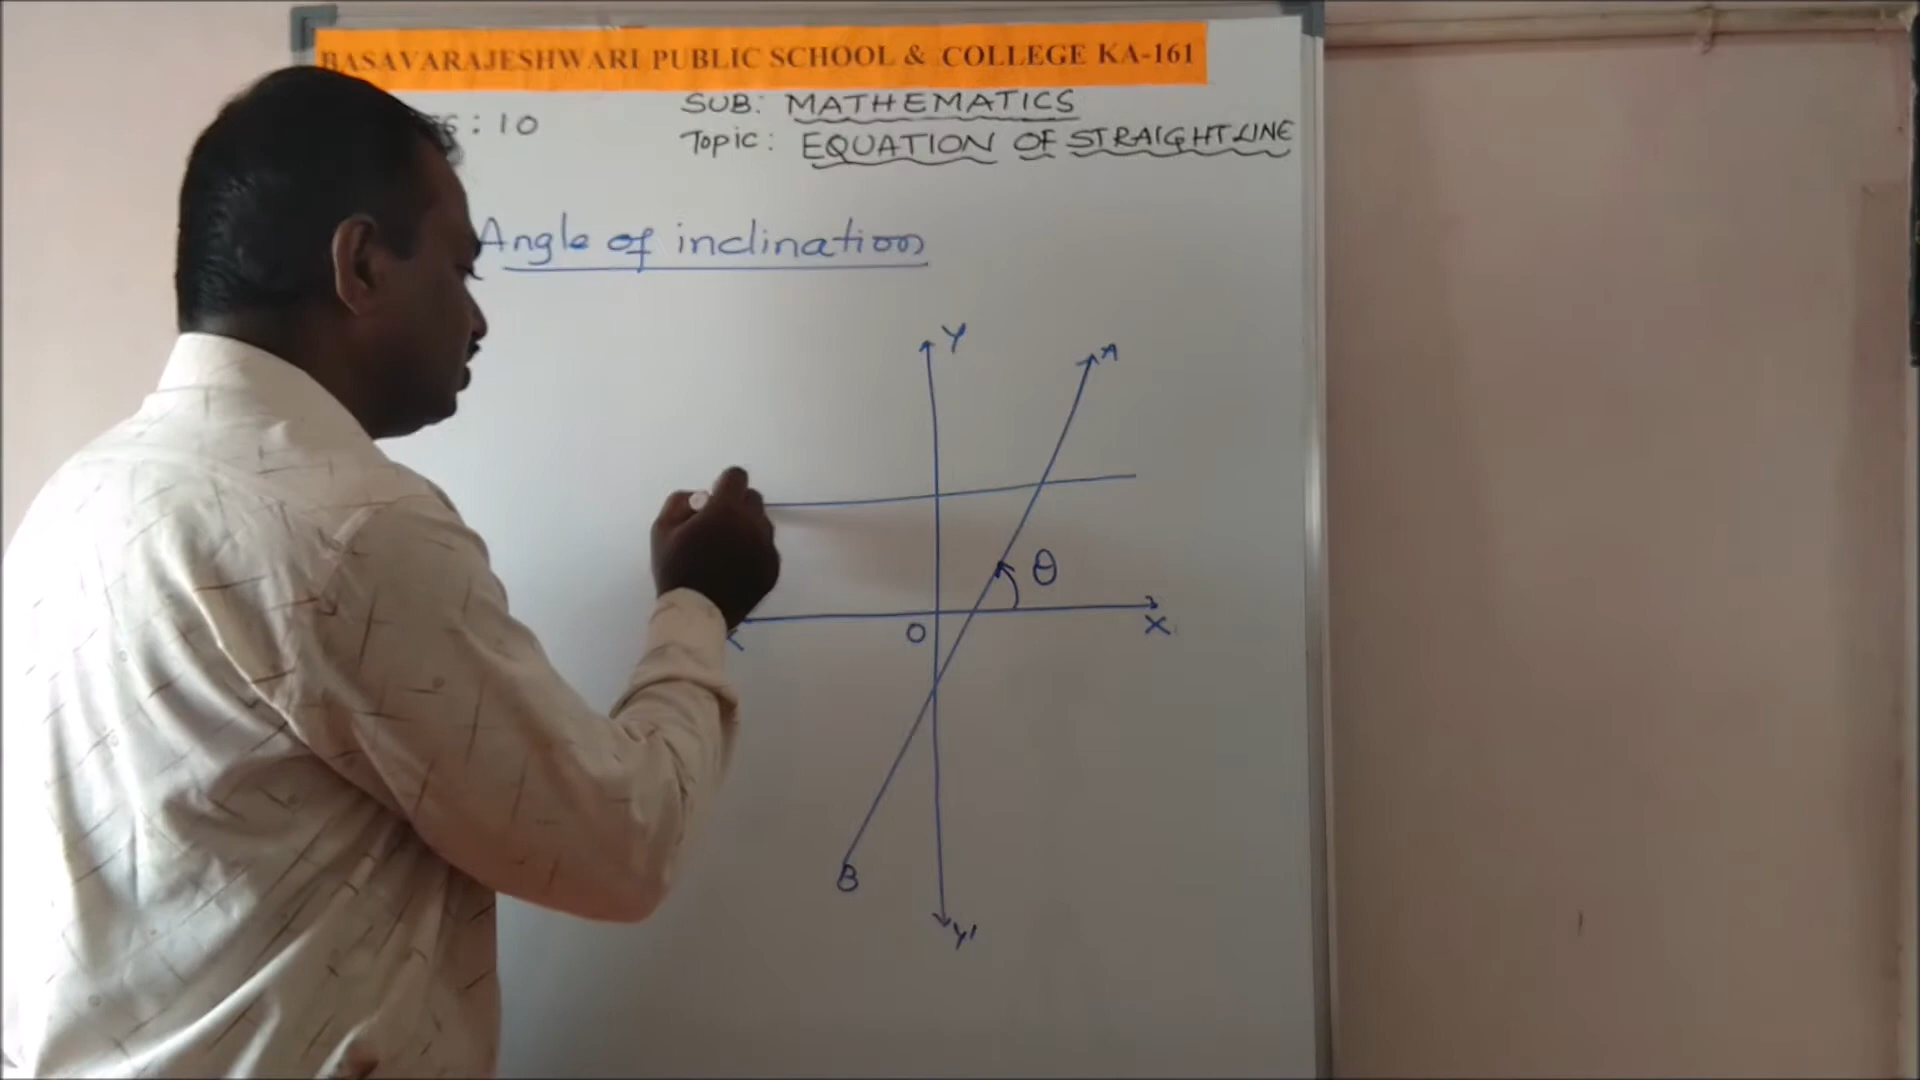 BASAVARAJESHWARI PUBLIC SCHOOL & COLLEGE KA-161
: 10
SUB: MATHEMATICS
Topic: EQUATION OF STRAIGHT LINE
Angle of inclination
Y
A
θ
O
X
B
Y'